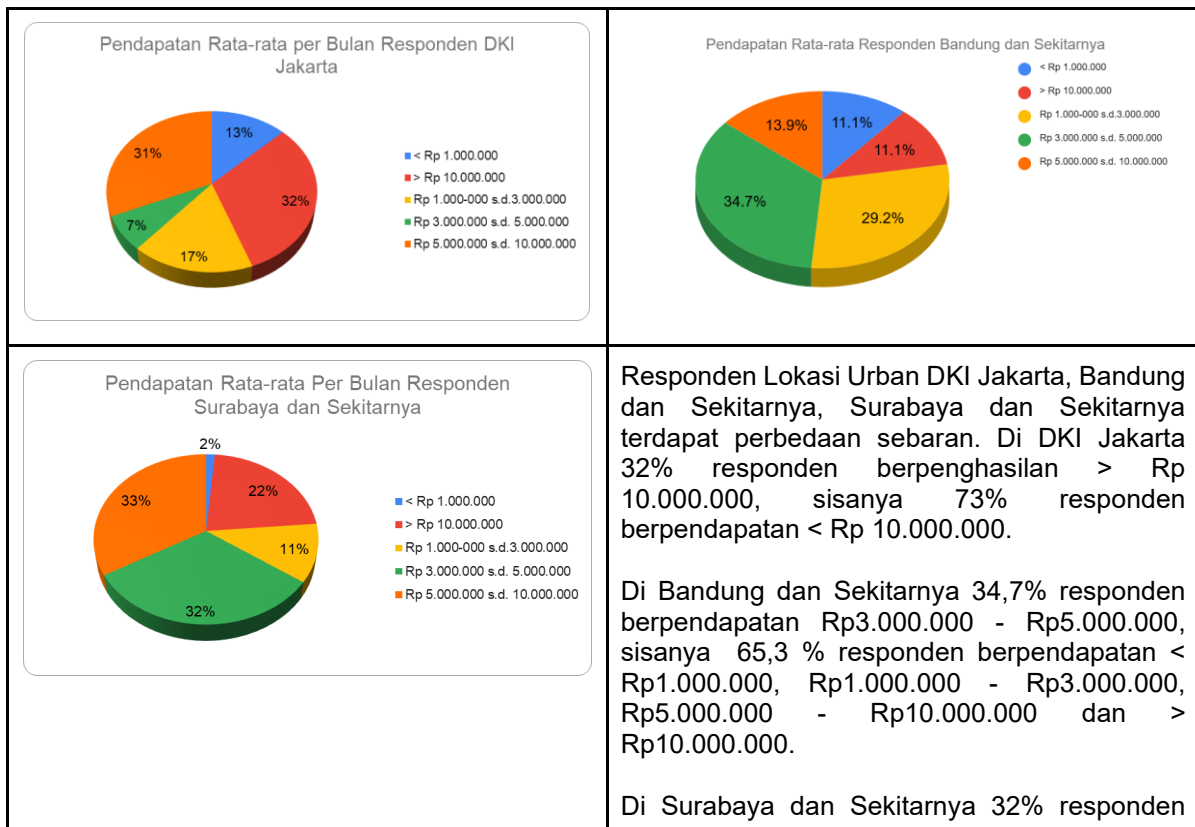 Pendapatan Rata-rata per Bulan Responden DKI
Jakarta
13%
32%
17%
7%
31%
< Rp 1.000.000
> Rp 10.000.000
Rp 1.000-000 s.d.3.000.000
Rp 3.000.000 s.d. 5.000.000
Rp 5.000.000 s.d. 10.000.000
Pendapatan Rata-rata Responden Bandung dan Sekitarnya
< Rp 1.000.000
> Rp 10.000.000
Rp 1.000-000 s.d.3.000.000
Rp 3.000.000 s.d. 5.000.000
Rp 5.000.000 s.d. 10.000.000
11.1%
11.1%
29.2%
34.7%
13.9%
Pendapatan Rata-rata Per Bulan Responden
Surabaya dan Sekitarnya
2%
22%
11%
32%
33%
< Rp 1.000.000
> Rp 10.000.000
Rp 1.000-000 s.d.3.000.000
Rp 3.000.000 s.d. 5.000.000
Rp 5.000.000 s.d. 10.000.000
Responden Lokasi Urban DKI Jakarta, Bandung
dan Sekitarnya, Surabaya dan Sekitarnya
terdapat perbedaan sebaran. Di DKI Jakarta
32% responden berpenghasilan > Rp
10.000.000, sisanya 73% responden
berpendapatan < Rp 10.000.000.
Di Bandung dan Sekitarnya 34,7% responden
berpendapatan Rp3.000.000 - Rp5.000.000,
sisanya 65,3 % responden berpendapatan <
Rp1.000.000, Rp1.000.000 - Rp3.000.000,
Rp5.000.000 - Rp10.000.000 dan >
Rp10.000.000.
Di Surabaya dan Sekitarnya 32% responden